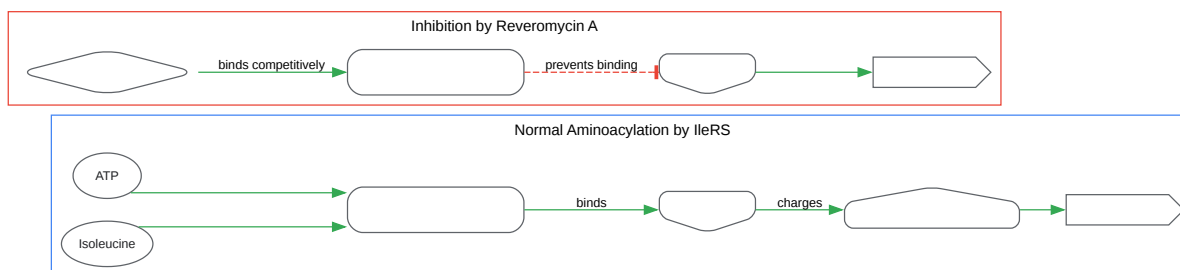 Inhibition by Reveromycin A
binds competitively
prevents binding
Normal Aminoacylation by IleRS
ATP
Isoleucine
binds
charges